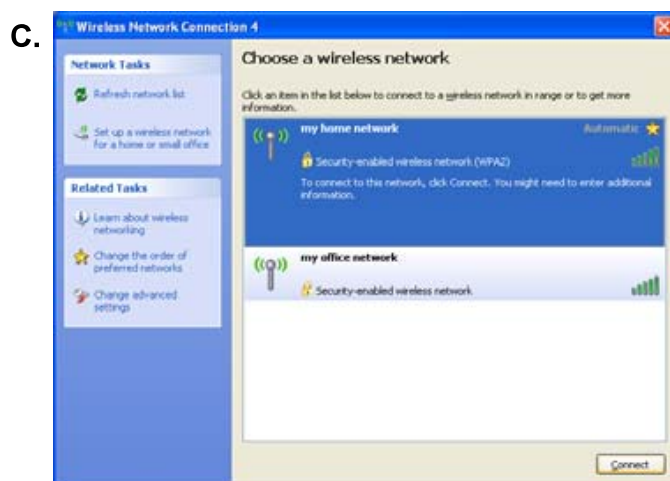 C.
Wireless Network Connection 4
Network Tasks
Refresh network list
Set up a wireless network
for a home or small office
Related Tasks
Learn about wireless
networking
Change the order of
preferred networks
Change advanced
settings
Choose a wireless network
Click an item in the list below to connect to a wireless network in range or to get more
information.
my home network
Automatic
Security-enabled wireless network (WPA2)
To connect to this network, click Connect. You might need to enter additional
information.
my office network
Security-enabled wireless network
Connect